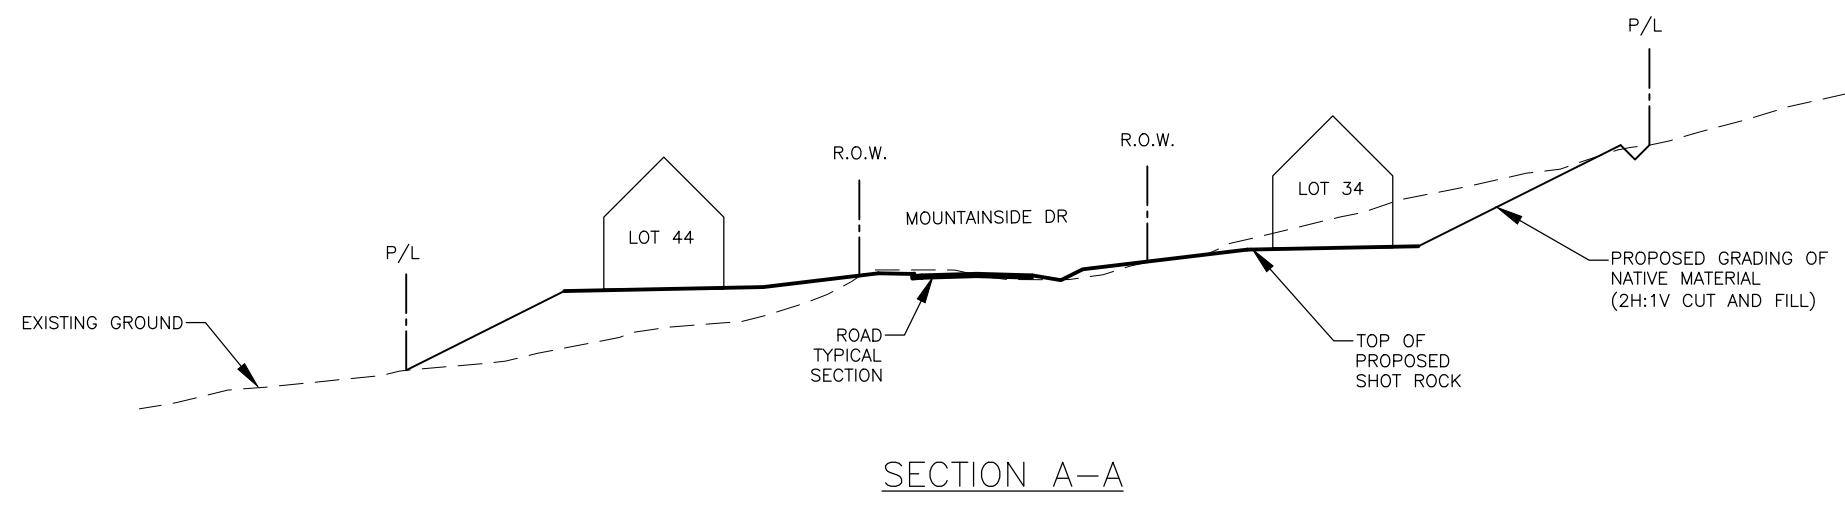 P/L
R.O.W.
R.O.W.
LOT 34
MOUNTAINSIDE DR
LOT 44
P/L
PROPOSED GRADING OF
NATIVE MATERIAL
(2H:1V CUT AND FILL)
EXISTING GROUND
ROAD
TYPICAL
SECTION
TOP OF
PROPOSED
SHOT ROCK
SECTION A-A